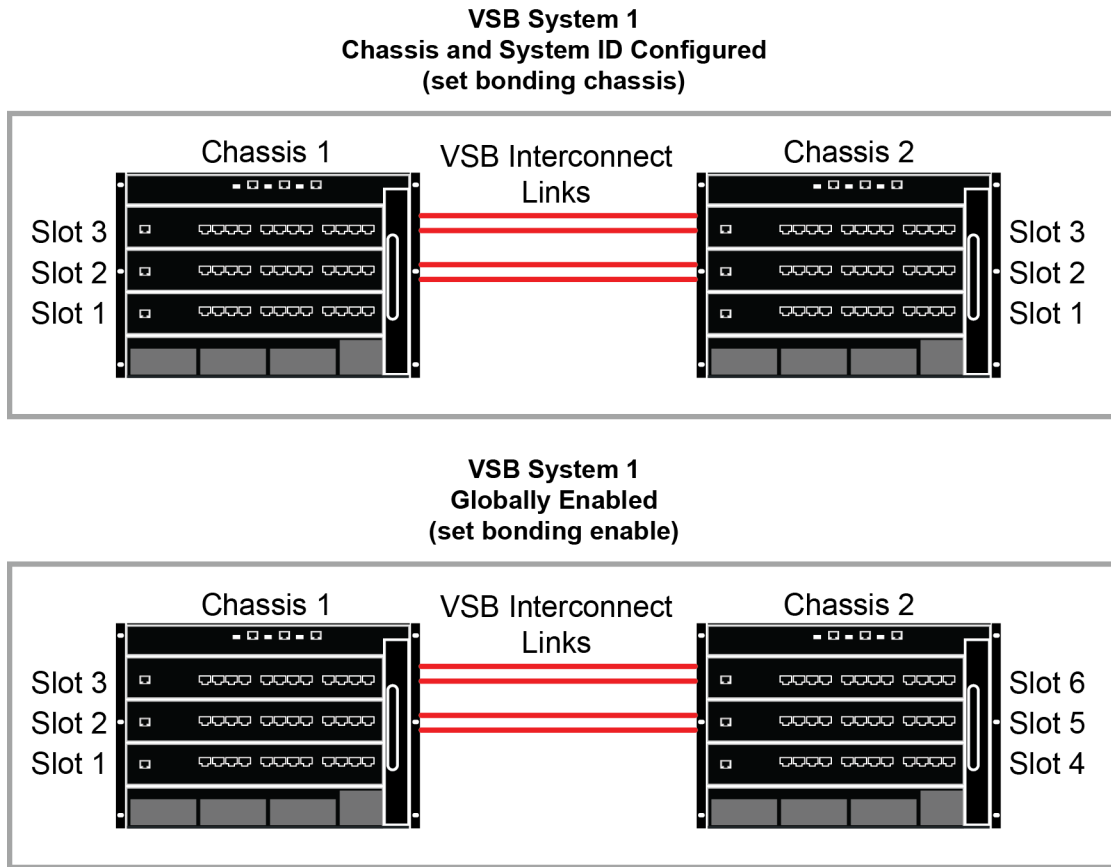 VSB System 1
Chassis and System ID Configured
(set bonding chassis)
Chassis 1
VSB Interconnect
Links
Chassis 2
Slot 3
Slot 2
Slot 1
Slot 3
Slot 2
Slot 1
VSB System 1
Globally Enabled
(set bonding enable)
Chassis 1
VSB Interconnect
Links
Chassis 2
Slot 3
Slot 2
Slot 1
Slot 6
Slot 5
Slot 4